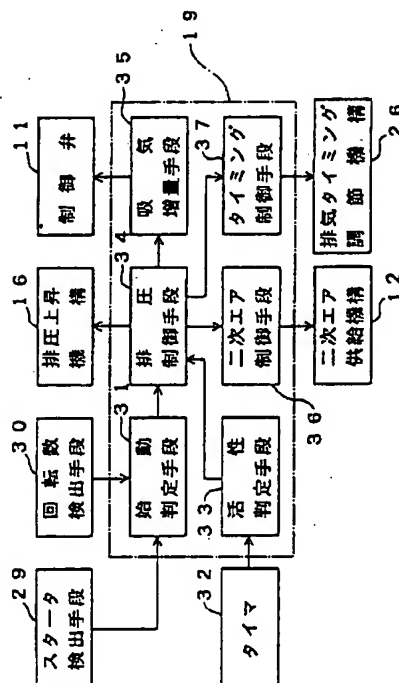 29
スタータ
検出手段
30
回転数
検出手段
16
排圧上昇
機構
11
制御弁
31
始動
判定手段
34
排圧
制御手段
35
吸気
増量手段
19
33
活性
判定手段
36
二次エア
制御手段
37
タイミング
制御手段
32
タイマ
12
二次エア
供給機構
26
排気タイミング
調節機構